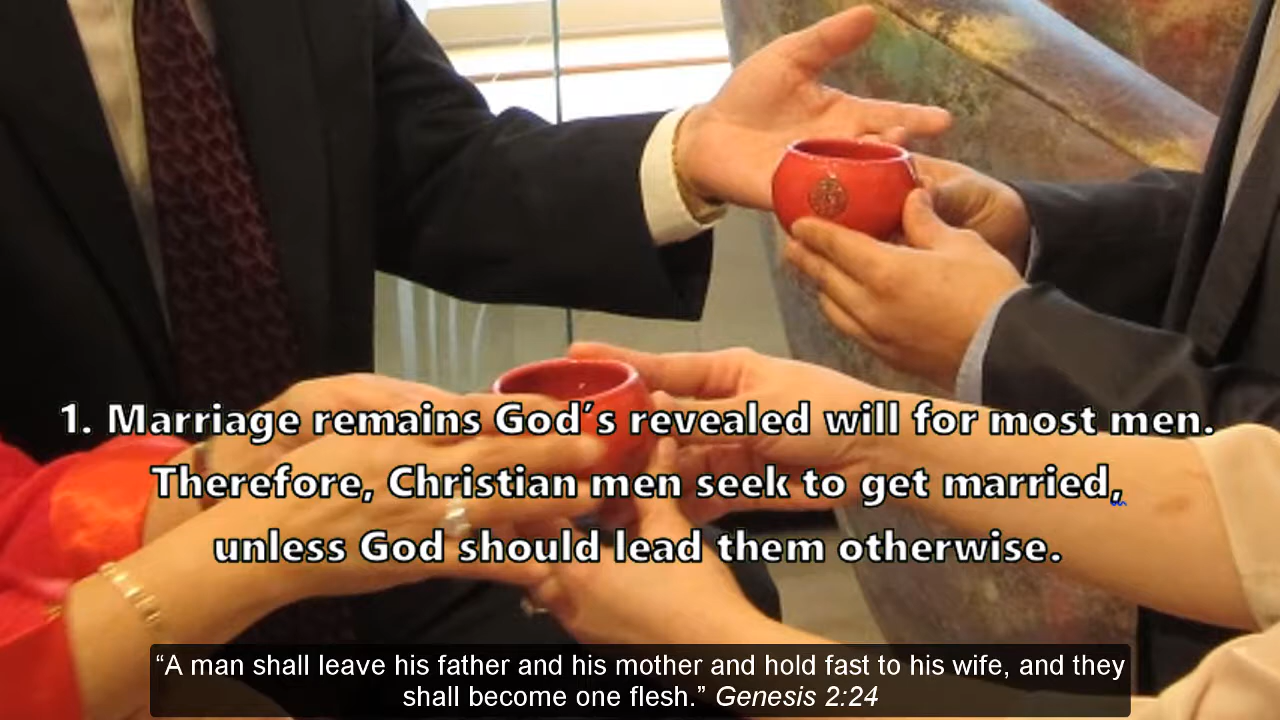 1. Marriage remains God's revealed will for most men.
Therefore, Christian men seek to get married,
unless God should lead them otherwise.
“A man shall leave his father and his mother and hold fast to his wife, and they
shall become one flesh.” Genesis 2:24